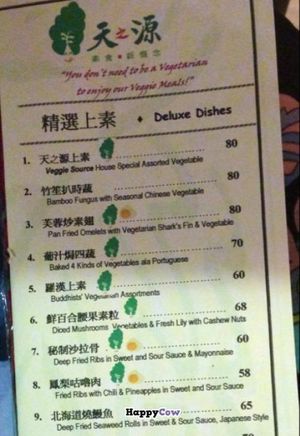 天之源
素食新概念
"You don't need to be a Vegetarian
to enjoy our Veggie Meals!"
精選上素 ♦ Deluxe Dishes
1. 天之源上素 80
Veggie Source House Special Assorted Vegetable
2. 竹笙扒時蔬 80
Bamboo Fungus with Seasonal Chinese Vegetable
3. 芙蓉炒素翅 80
Pan Fried Omelets with Vegetarian Shark's Fin & Vegetable
4. 葡汁焗四蔬 70
Baked 4 Kinds of Vegetables ala Portuguese
5. 羅漢上素 60
Buddhists' Vegetarian Assortments
6. 鮮百合腰果素粒 68
Diced Mushrooms Vegetables & Fresh Lily with Cashew Nuts
7. 秘制沙拉骨 60
Deep Fried Ribs in Sweet and Sour Sauce & Mayonnaise
8. 鳳梨咕嚕肉 58
Fried Ribs with Chili & Pineapples in Sweet and Sour Sauce
9. 北海道燒鰻魚 65
Deep Fried Seaweed Rolls in Sweet & Sour Sauce, Japanese Style
HappyCow